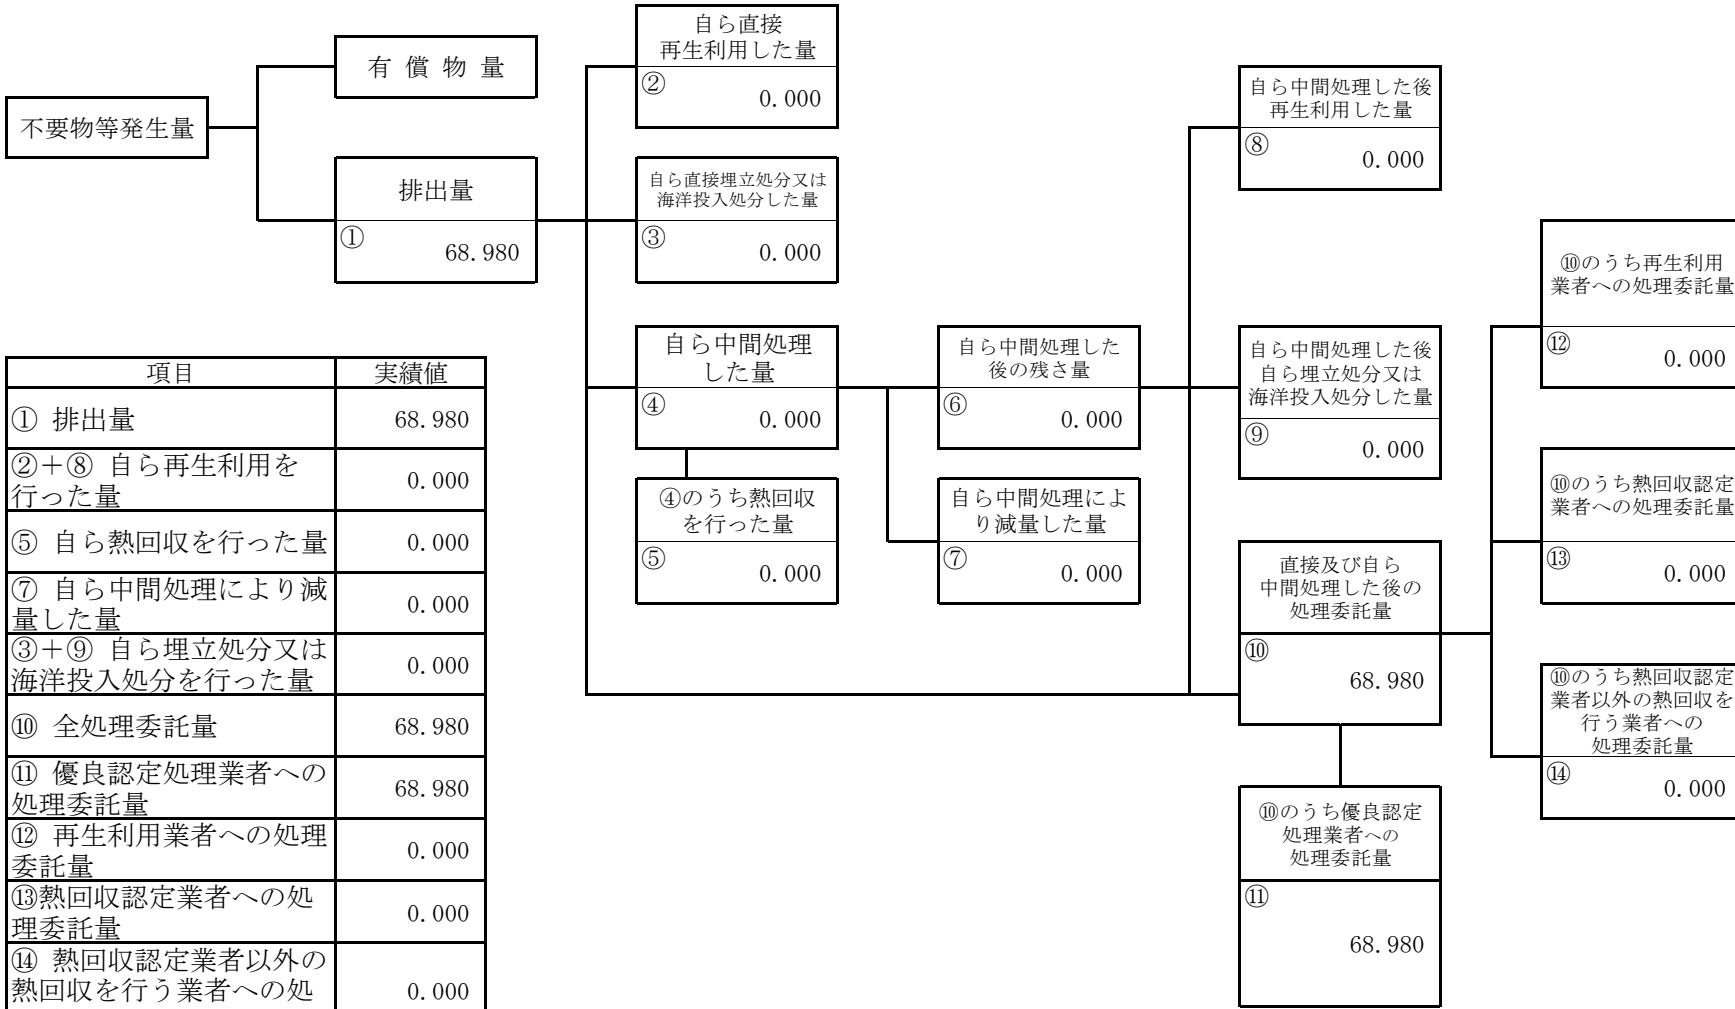 不要物等発生量
有 償 物 量
排出量
①
68.980
自ら直接
再生利用した量
②
0.000
自ら直接埋立処分又は
海洋投入処分した量
③
0.000
自ら中間処理
した量
④
0.000
④のうち熱回収
を行った量
⑤
0.000
自ら中間処理した
後の残さ量
⑥
0.000
自ら中間処理によ
り減量した量
⑦
0.000
自ら中間処理した後
再生利用した量
⑧
0.000
自ら中間処理した後
自ら埋立処分又は
海洋投入処分した量
⑨
0.000
直接及び自ら
中間処理した後の
処理委託量
⑩
68.980
⑩のうち優良認定
処理業者への
処理委託量
⑪
68.980
⑩のうち再生利用
業者への処理委託量
⑫
0.000
⑩のうち熱回収認定
業者への処理委託量
⑬
0.000
⑩のうち熱回収認定
業者以外の熱回収を
行う業者への
処理委託量
⑭
0.000
項目 実績値
① 排出量 68.980
②＋⑧ 自ら再生利用を
行った量 0.000
⑤ 自ら熱回収を行った量 0.000
⑦ 自ら中間処理により減
量した量 0.000
③＋⑨ 自ら埋立処分又は
海洋投入処分を行った量 0.000
⑩ 全処理委託量 68.980
⑪ 優良認定処理業者への
処理委託量 68.980
⑫ 再生利用業者への処理
委託量 0.000
⑬熱回収認定業者への処
理委託量 0.000
⑭ 熱回収認定業者以外の
熱回収を行う業者への処 0.000